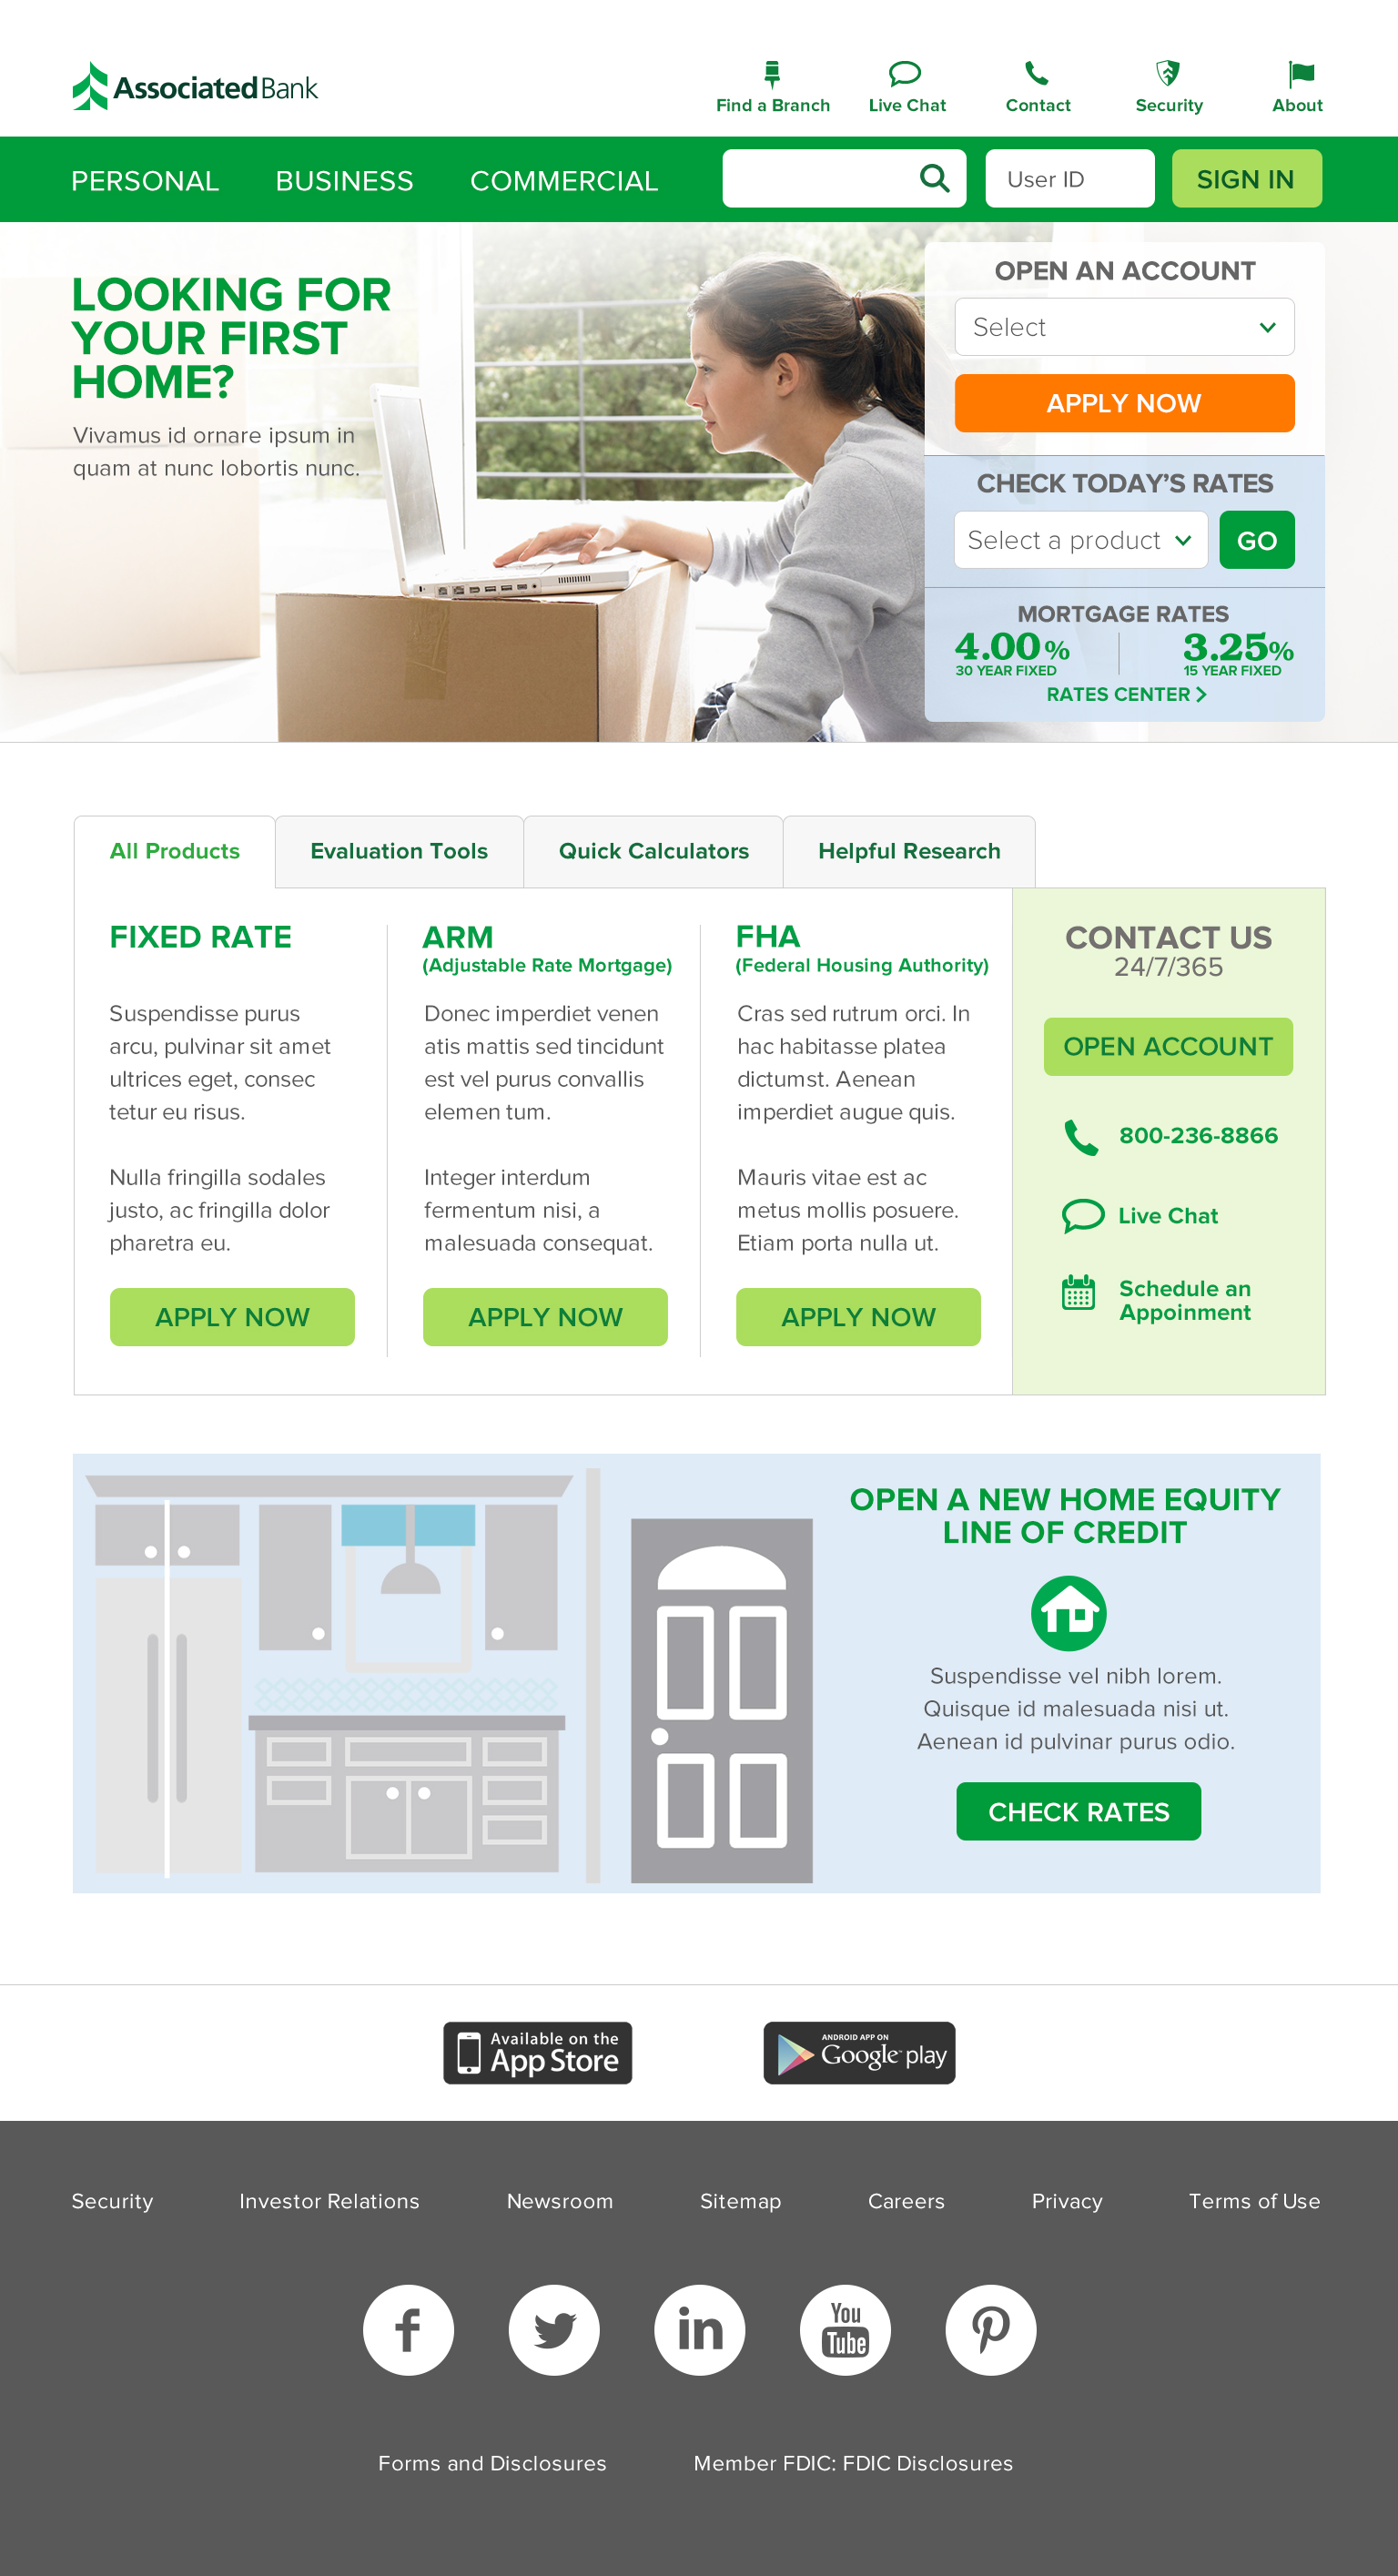 AssociatedBank
Find a Branch
Live Chat
Contact
Security
About
PERSONAL
BUSINESS
COMMERCIAL
User ID
SIGN IN
LOOKING FOR
YOUR FIRST
HOME?
Vivamus id ornare ipsum in
quam at nunc lobortis nunc.
OPEN AN ACCOUNT
Select
APPLY NOW
CHECK TODAY’S RATES
Select a product
GO
MORTGAGE RATES
4.00%
30 YEAR FIXED
3.25%
15 YEAR FIXED
RATES CENTER
All Products
Evaluation Tools
Quick Calculators
Helpful Research
FIXED RATE
Suspendisse purus
arcu, pulvinar sit amet
ultrices eget, consec
tetur eu risus.
Nulla fringilla sodales
justo, ac fringilla dolor
pharetra eu.
APPLY NOW
ARM
(Adjustable Rate Mortgage)
Donec imperdiet venen
atis mattis sed tincidunt
est vel purus convallis
elemen tum.
Integer interdum
fermentum nisi, a
malesuada consequat.
APPLY NOW
FHA
(Federal Housing Authority)
Cras sed rutrum orci. In
hac habitasse platea
dictumst. Aenean
imperdiet augue quis.
Mauris vitae est ac
metus mollis posuere.
Etiam porta nulla ut.
APPLY NOW
CONTACT US
24/7/365
OPEN ACCOUNT
800-236-8866
Live Chat
Schedule an
Appoinment
OPEN A NEW HOME EQUITY
LINE OF CREDIT
Suspendisse vel nibh lorem.
Quisque id malesuada nisi ut.
Aenean id pulvinar purus odio.
CHECK RATES
Available on the
App Store
ANDROID APP ON
Google play
Security
Investor Relations
Newsroom
Sitemap
Careers
Privacy
Terms of Use
f
in
You
Tube
Forms and Disclosures
Member FDIC: FDIC Disclosures